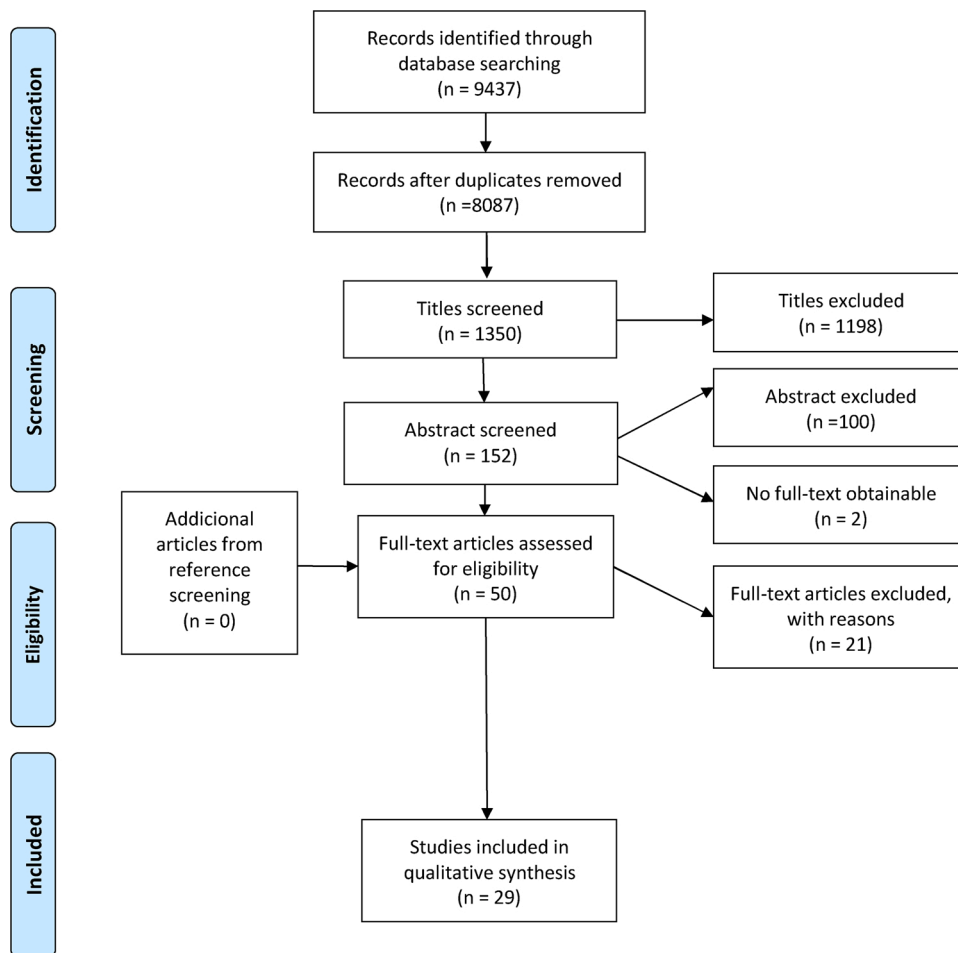 Identification
Records identified through
database searching
(n = 9437)
Records after duplicates removed
(n =8087)
Screening
Titles screened
(n = 1350)
Titles excluded
(n = 1198)
Abstract screened
(n = 152)
Abstract excluded
(n =100)
No full-text obtainable
(n = 2)
Eligibility
Addicional
articles from
reference
screening
(n = 0)
Full-text articles assessed
for eligibility
(n = 50)
Full-text articles excluded,
with reasons
(n = 21)
Included
Studies included in
qualitative synthesis
(n = 29)